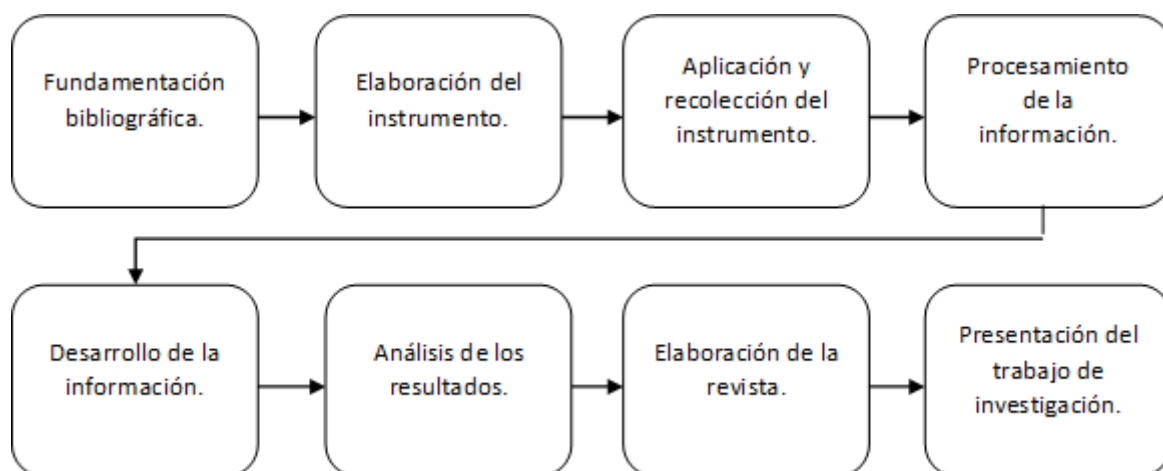 Fundamentación
bibliográfica.
Elaboración del
instrumento.
Aplicación y
recolección del
instrumento.
Procesamiento
de la
información.
Desarrollo de la
información.
Análisis de los
resultados.
Elaboración de la
revista.
Presentación del
trabajo de
investigación.